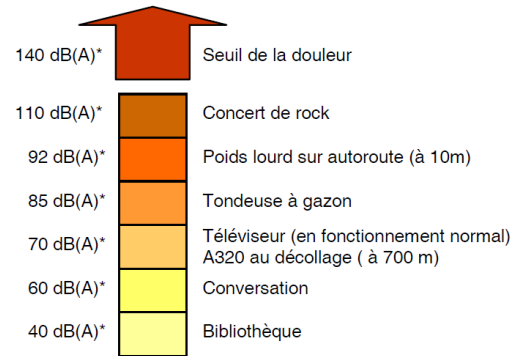 140 dB(A)* Seuil de la douleur
110 dB(A)* Concert de rock
92 dB(A)* Poids lourd sur autoroute (à 10m)
85 dB(A)* Tondeuse à gazon
70 dB(A)* Téléviseur (en fonctionnement normal)
A320 au décollage ( à 700 m)
60 dB(A)* Conversation
40 dB(A)* Bibliothèque